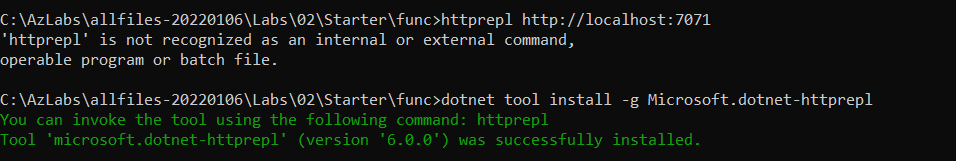 C:\AzLabs\allfiles-20220106\Labs\02\Starter\func>httprepl http://localhost:7071
'httprepl' is not recognized as an internal or external command,
operable program or batch file.
C:\AzLabs\allfiles-20220106\Labs\02\Starter\func>dotnet tool install -g Microsoft.dotnet-httprepl
You can invoke the tool using the following command: httprepl
Tool 'microsoft.dotnet-httprepl' (version '6.0.0') was successfully installed.